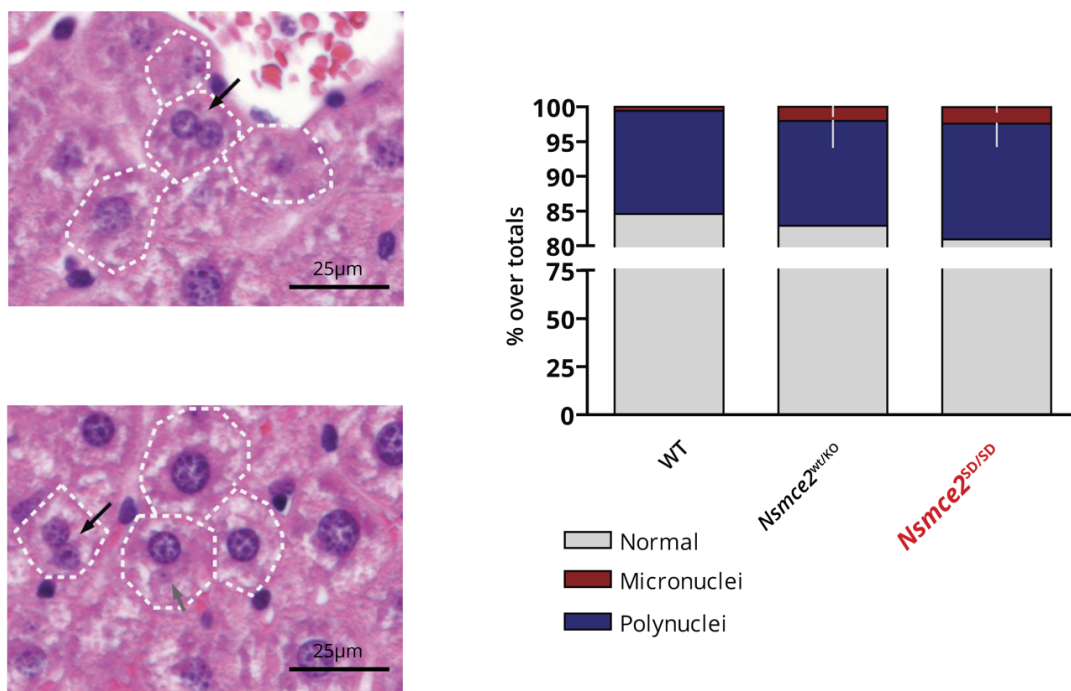 25µm
25µm
% over totals
100
95
90
85
80
75
50
25
0
WT
Nsmce2wt/KO
Nsmce2SD/SD
Normal
Micronuclei
Polynuclei